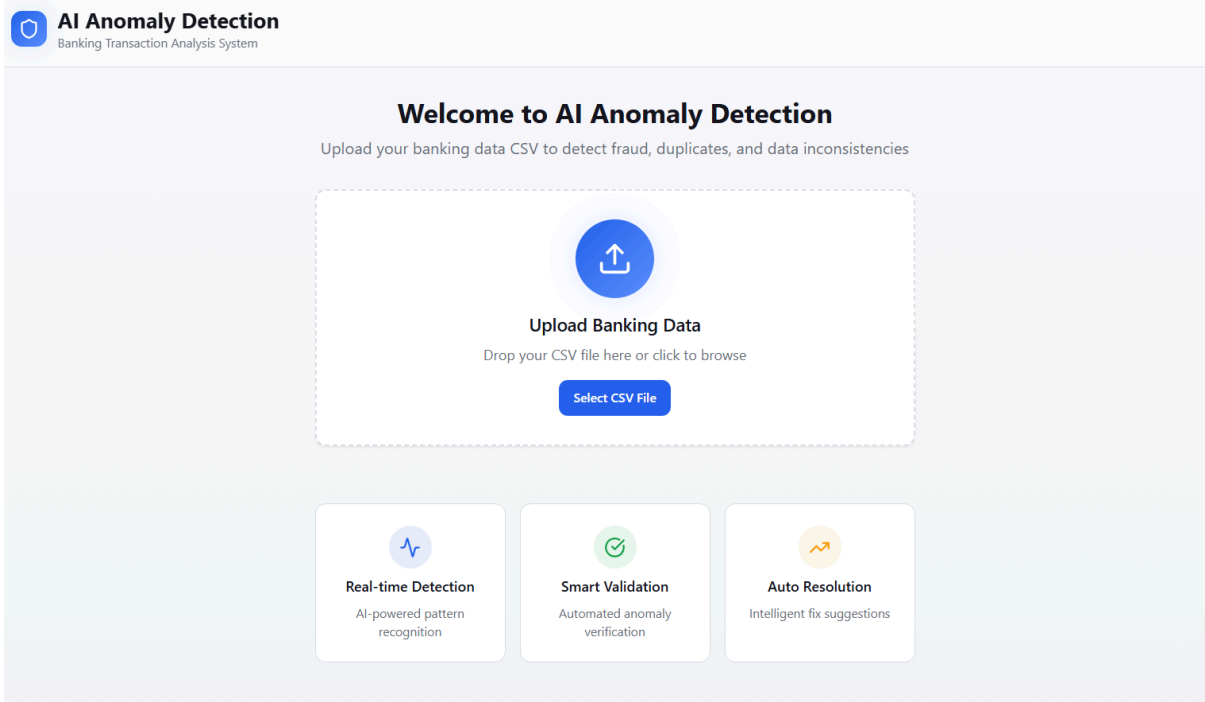 AI Anomaly Detection
Banking Transaction Analysis System
Welcome to AI Anomaly Detection
Upload your banking data CSV to detect fraud, duplicates, and data inconsistencies
Upload Banking Data
Drop your CSV file here or click to browse
Select CSV File
Real-time Detection
AI-powered pattern
recognition
Smart Validation
Automated anomaly
verification
Auto Resolution
Intelligent fix suggestions